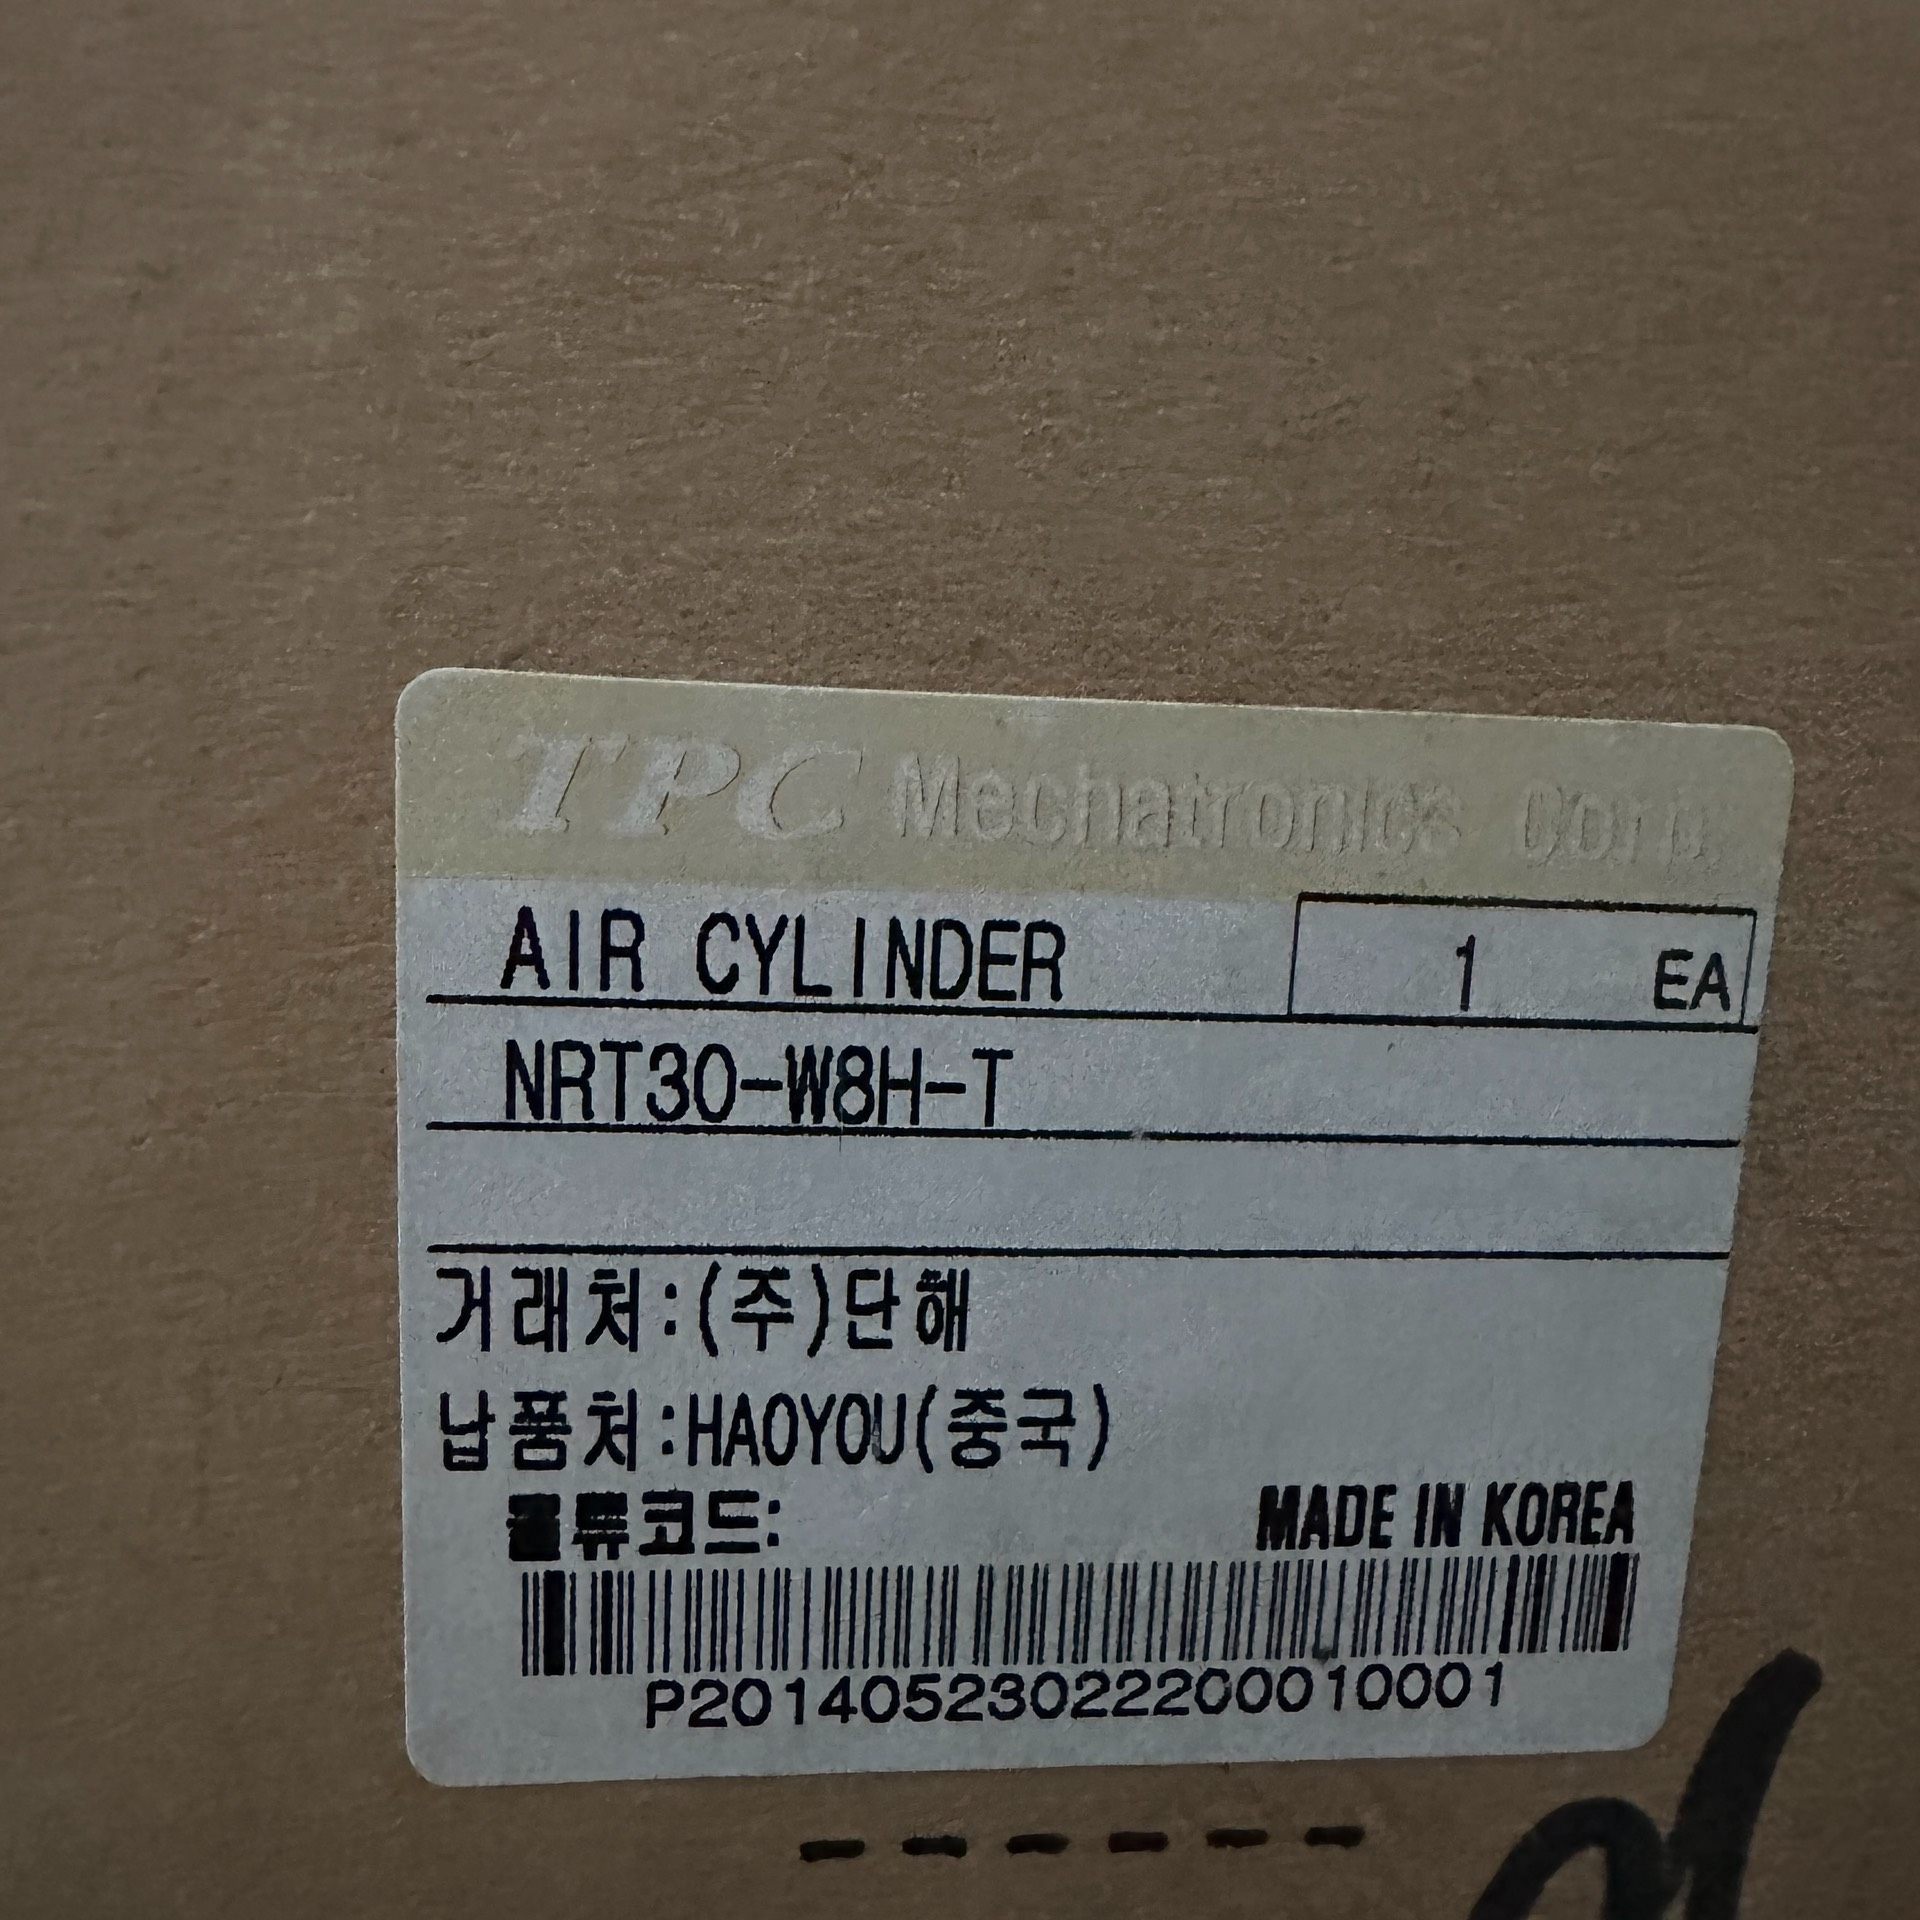 TPC Mechatronics Corp.
AIR CYLINDER 1 EA
NRT30-W8H-T
거래처:(주)단해
납품처:HAOYOU(중국)
물류코드: MADE IN KOREA
P201405230222000010001